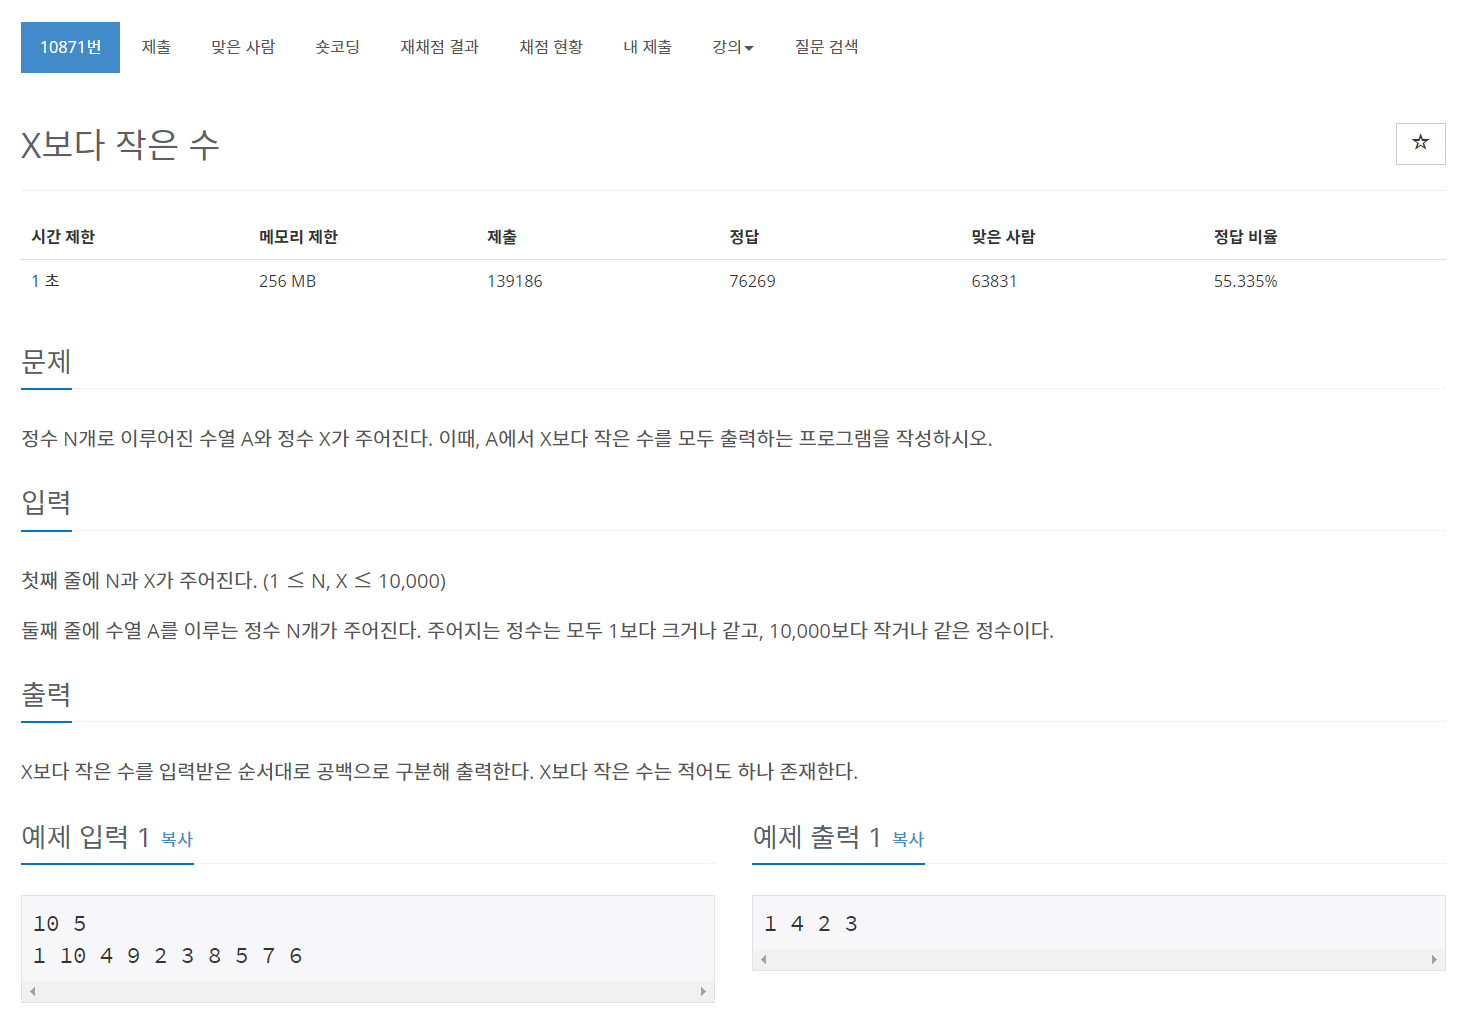 10871번 제출 맞은 사람 숏코딩 재채점 결과 채점 현황 내 제출 강의 질문 검색
X보다 작은 수
시간 제한 메모리 제한 제출 정답 맞은 사람 정답 비율
1 초 256 MB 139186 76269 63831 55.335%
문제
정수 N개로 이루어진 수열 A와 정수 X가 주어진다. 이때, A에서 X보다 작은 수를 모두 출력하는 프로그램을 작성하시오.
입력
첫째 줄에 N과 X가 주어진다. (1 ≤ N, X ≤ 10,000)
둘째 줄에 수열 A를 이루는 정수 N개가 주어진다. 주어지는 정수는 모두 1보다 크거나 같고, 10,000보다 작거나 같은 정수이다.
출력
X보다 작은 수를 입력받은 순서대로 공백으로 구분해 출력한다. X보다 작은 수는 적어도 하나 존재한다.
예제 입력 1 복사
10 5
1 10 4 9 2 3 8 5 7 6
예제 출력 1 복사
1 4 2 3